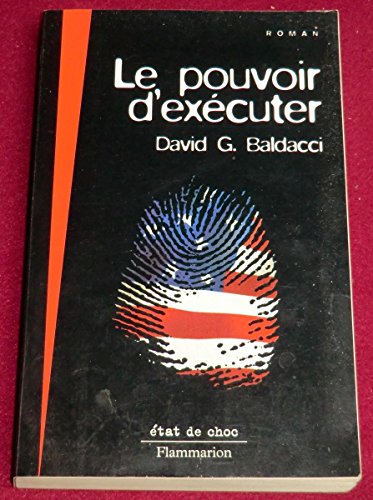 ROMAN
Le pouvoir
d'exécuter
David G. Baldacci
état de choc
Flammarion